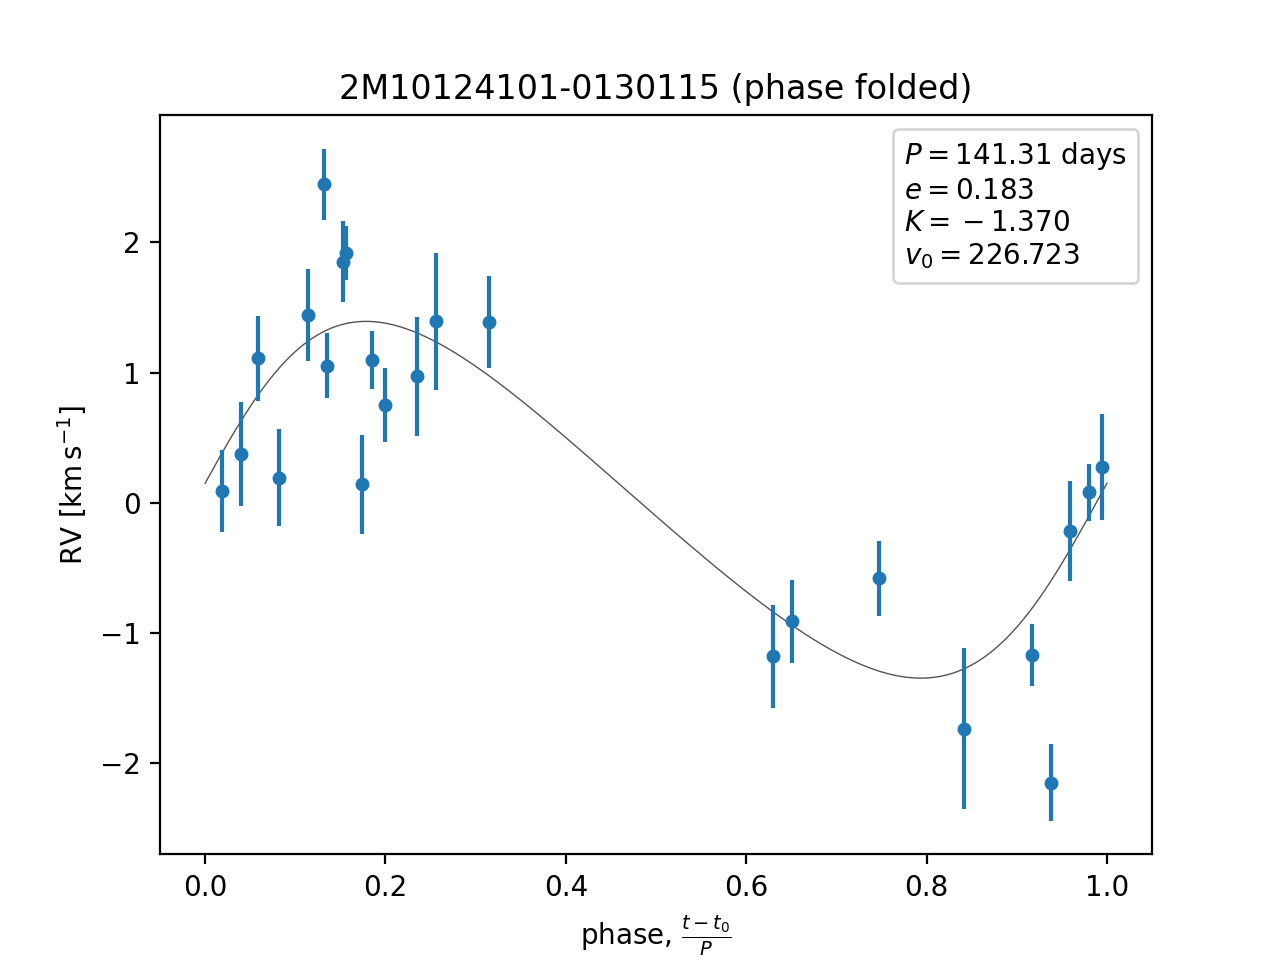 2M10124101-0130115 (phase folded)
P = 141.31 days
e = 0.183
K = −1.370
v₀ = 226.723
RV [km s⁻¹]
2
1
0
−1
−2
0.0 0.2 0.4 0.6 0.8 1.0
phase, (t − t₀)/P